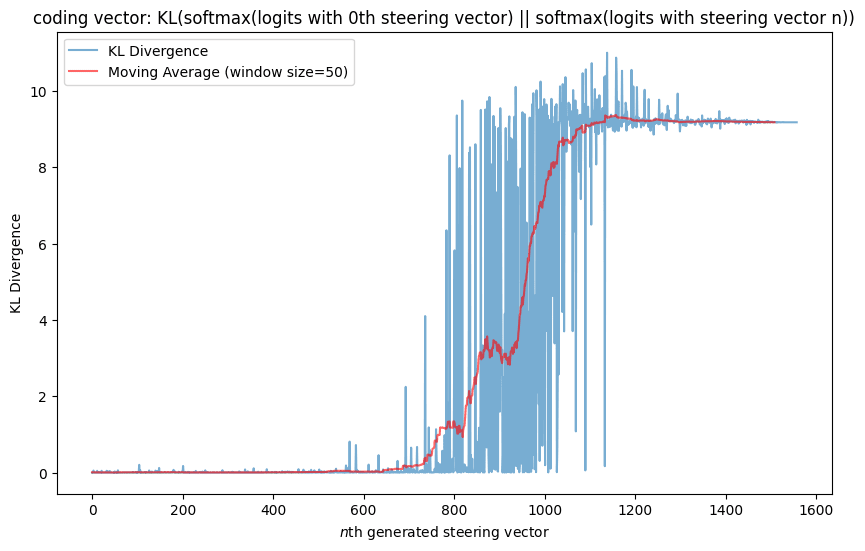 coding vector: KL(softmax(logits with 0th steering vector) || softmax(logits with steering vector n))
KL Divergence
Moving Average (window size=50)
KL Divergence
10
8
6
4
2
0
0 200 400 600 800 1000 1200 1400 1600
nth generated steering vector